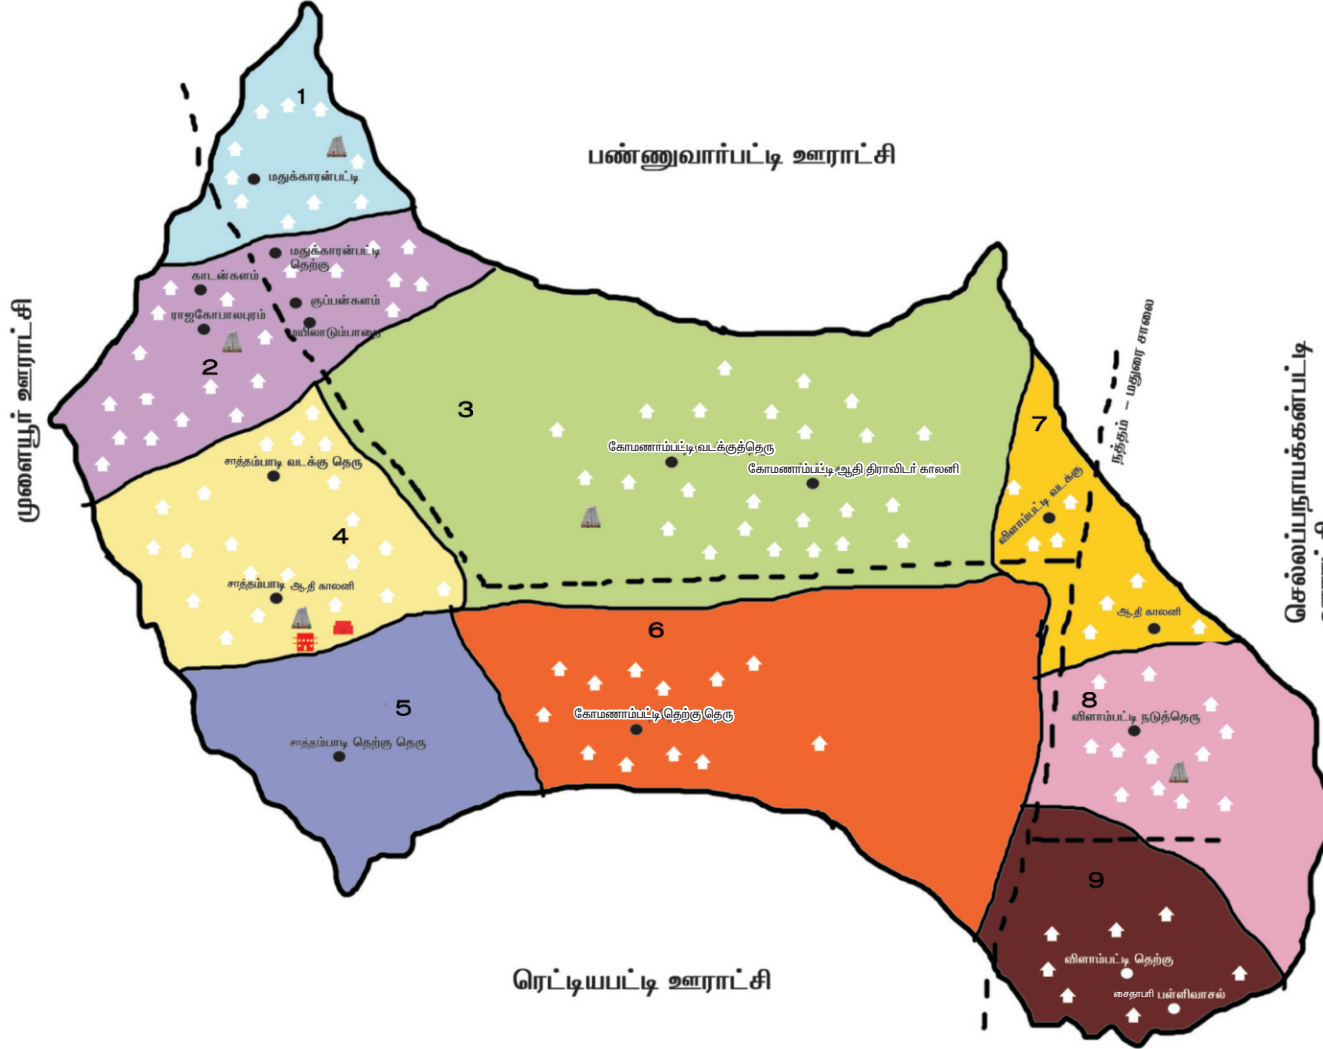 1
பண்ணுவார்பட்டி ஊராட்சி
மதுக்காரன்பட்டி
மதுக்காரன்பட்டி
தெற்கு
காடன்களம்
குப்பன்களம்
ராஜகோபாலபுரம்
மயிலாடும்பாறை
2
முளையூர் ஊராட்சி
3
நத்தம் – மதுரை சாலை
செல்லப்பநாயக்கன்பட்டி
7
கோமணாம்பட்டி வடக்குத்தெரு
கோமணாம்பட்டி ஆதி திராவிடர் காலனி
சாத்தம்பாடி வடக்கு தெரு
விளாம்பட்டி வடக்கு
4
சாத்தம்பாடி ஆ.தி காலனி
ஆ.தி காலனி
6
5
8
கோமணாம்பட்டி தெற்கு தெரு
விளாம்பட்டி நடுத்தெரு
சாத்தம்பாடி தெற்கு தெரு
9
விளாம்பட்டி தெற்கு
சைதாபரி பள்ளிவாசல்
ரெட்டியபட்டி ஊராட்சி